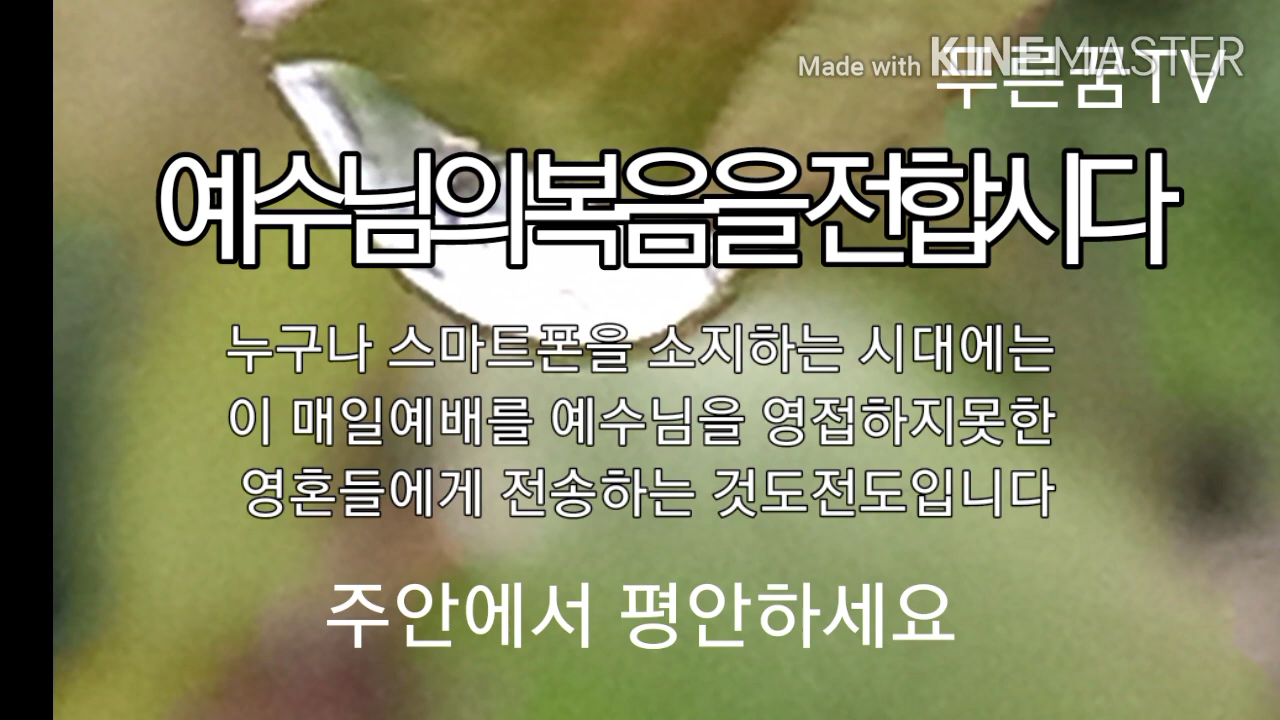 Made with KINEMASTER
푸른꿈TV
예수님의복음을전합시다
누구나 스마트폰을 소지하는 시대에는
이 매일예배를 예수님을 영접하지못한
영혼들에게 전송하는 것도전도입니다
주안에서 평안하세요